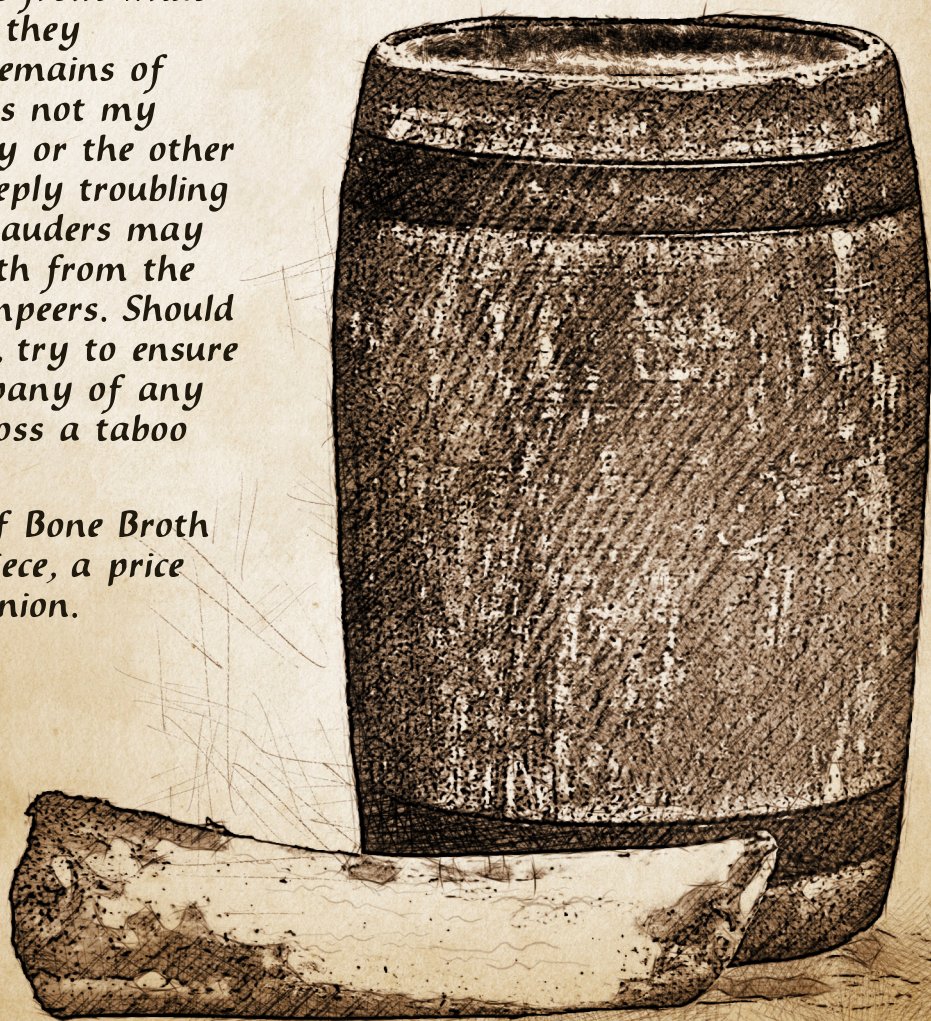 they
emains of
s not my
y or the other
eply troubling
auders may
th from the
npeers. Should
, try to ensure
pany of any
oss a taboo
f Bone Broth
iece, a price
nion.